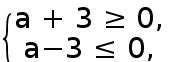 a + 3 ≥ 0,
a−3 ≤ 0,